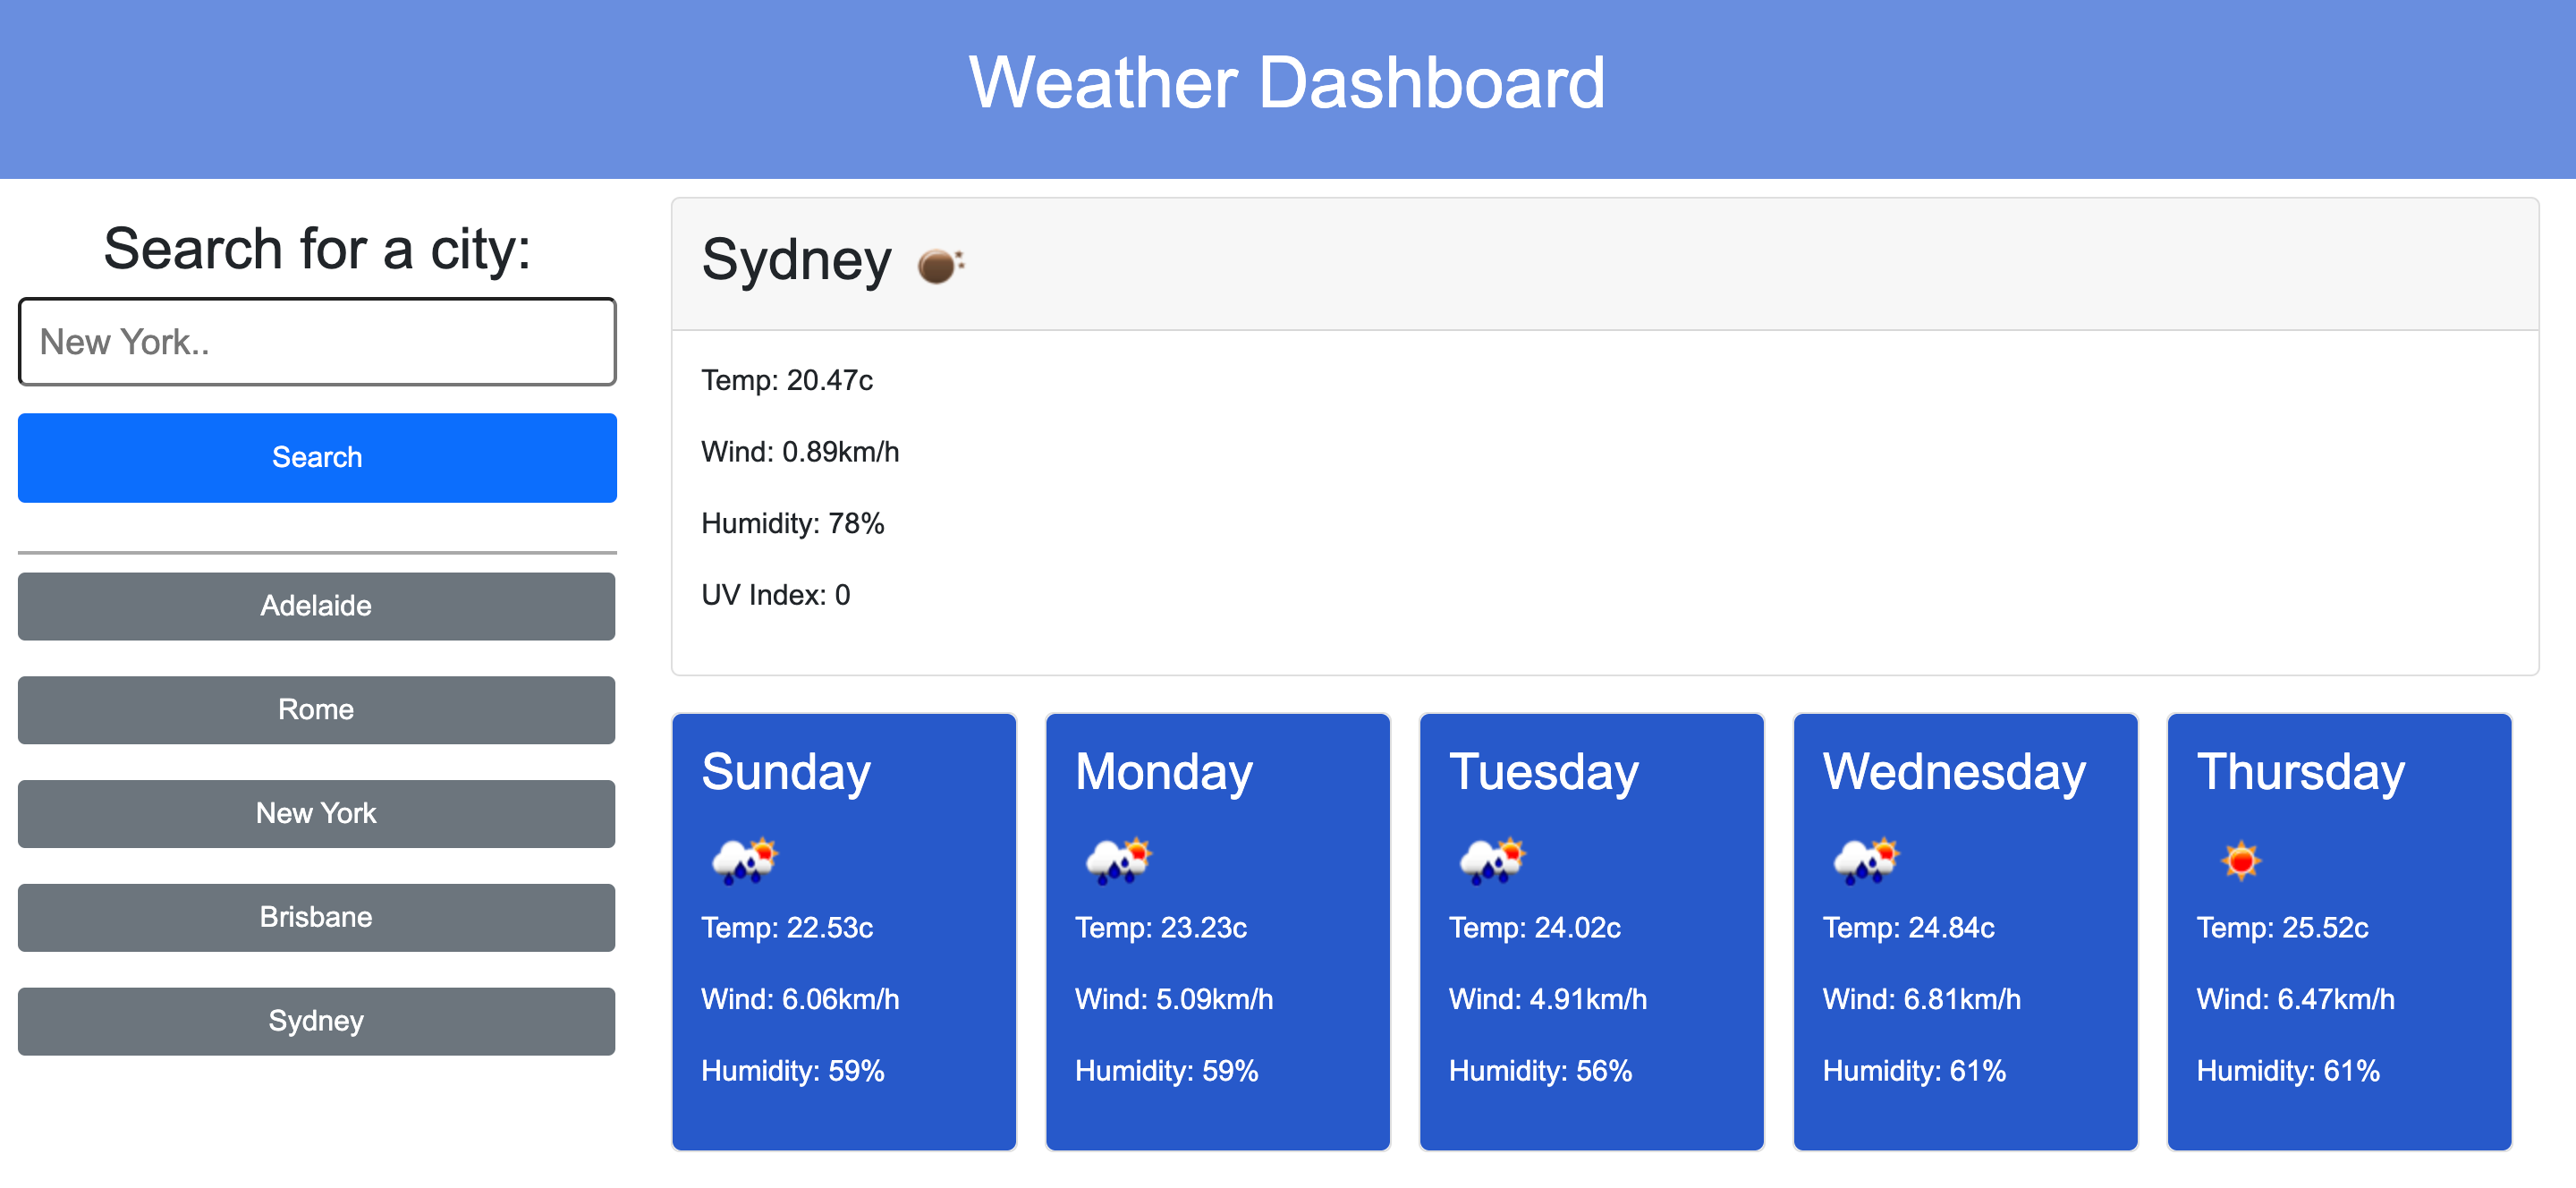 Weather Dashboard
Search for a city:
New York..
Search
Adelaide
Rome
New York
Brisbane
Sydney
Sydney
Temp: 20.47c
Wind: 0.89km/h
Humidity: 78%
UV Index: 0
Sunday
Temp: 22.53c
Wind: 6.06km/h
Humidity: 59%
Monday
Temp: 23.23c
Wind: 5.09km/h
Humidity: 59%
Tuesday
Temp: 24.02c
Wind: 4.91km/h
Humidity: 56%
Wednesday
Temp: 24.84c
Wind: 6.81km/h
Humidity: 61%
Thursday
Temp: 25.52c
Wind: 6.47km/h
Humidity: 61%